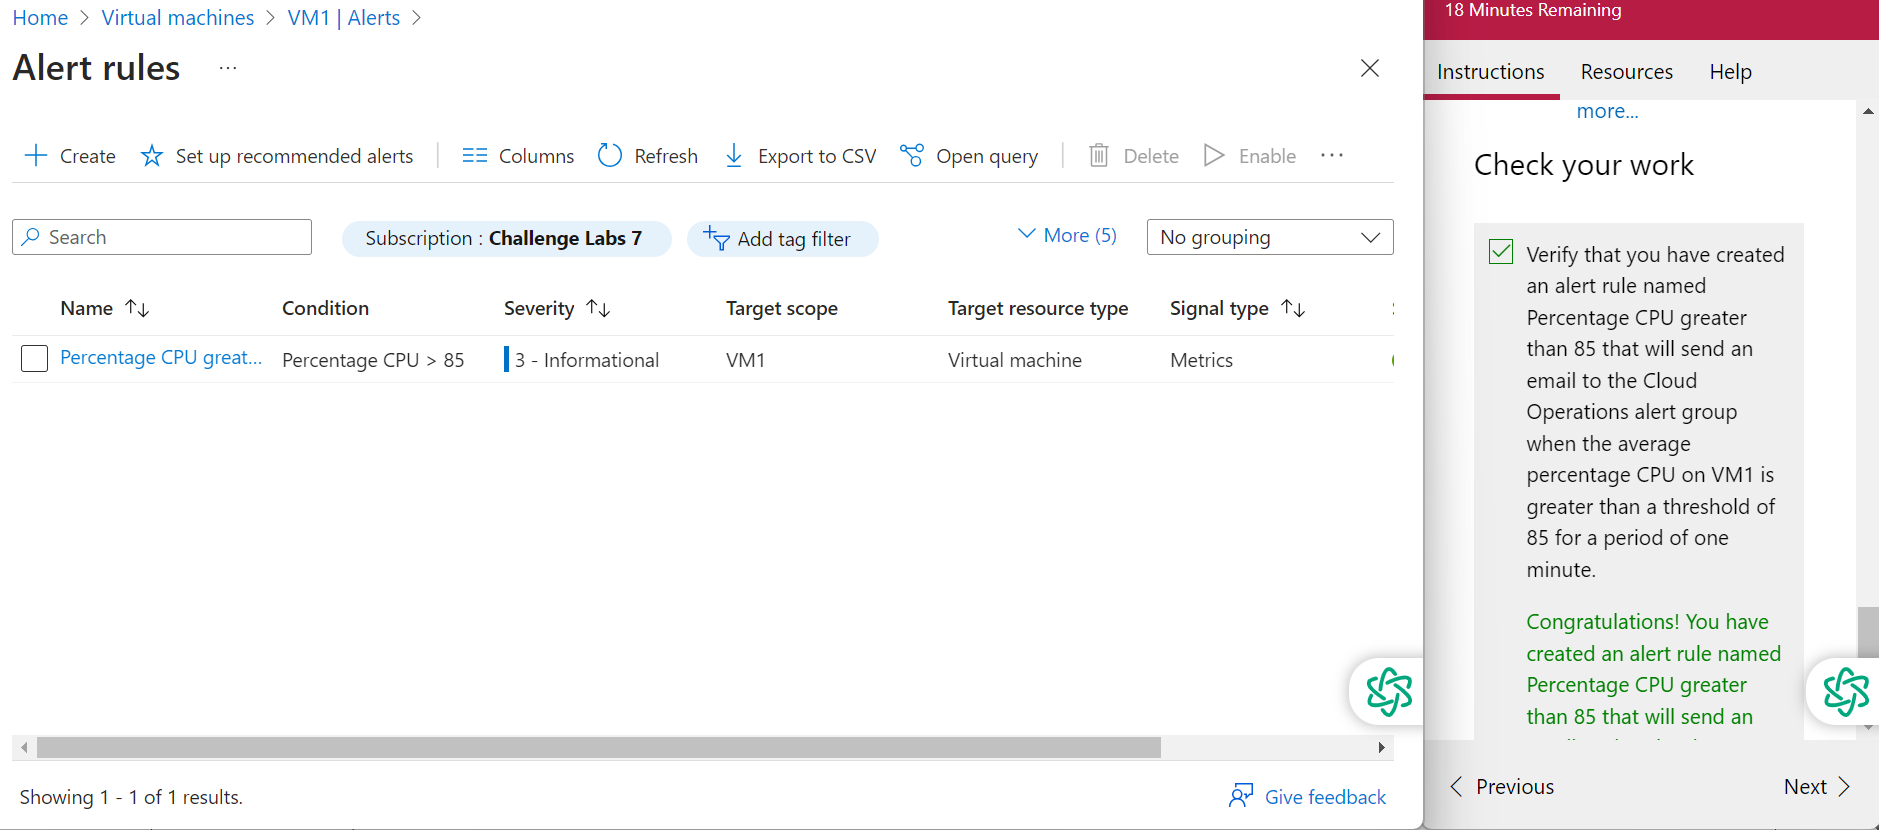 Home > Virtual machines > VM1 | Alerts >
Alert rules ...
Create
Set up recommended alerts
Columns
Refresh
Export to CSV
Open query
Delete
Enable ...
Search
Subscription : Challenge Labs 7
Add tag filter
More (5)
No grouping
Name Condition Severity Target scope Target resource type Signal type
Percentage CPU great... Percentage CPU > 85 3 - Informational VM1 Virtual machine Metrics
Showing 1 - 1 of 1 results.
Give feedback
18 Minutes Remaining
Instructions Resources Help
more...
Check your work
Verify that you have created
an alert rule named
Percentage CPU greater
than 85 that will send an
email to the Cloud
Operations alert group
when the average
percentage CPU on VM1 is
greater than a threshold of
85 for a period of one
minute.
Congratulations! You have
created an alert rule named
Percentage CPU greater
than 85 that will send an
Previous Next